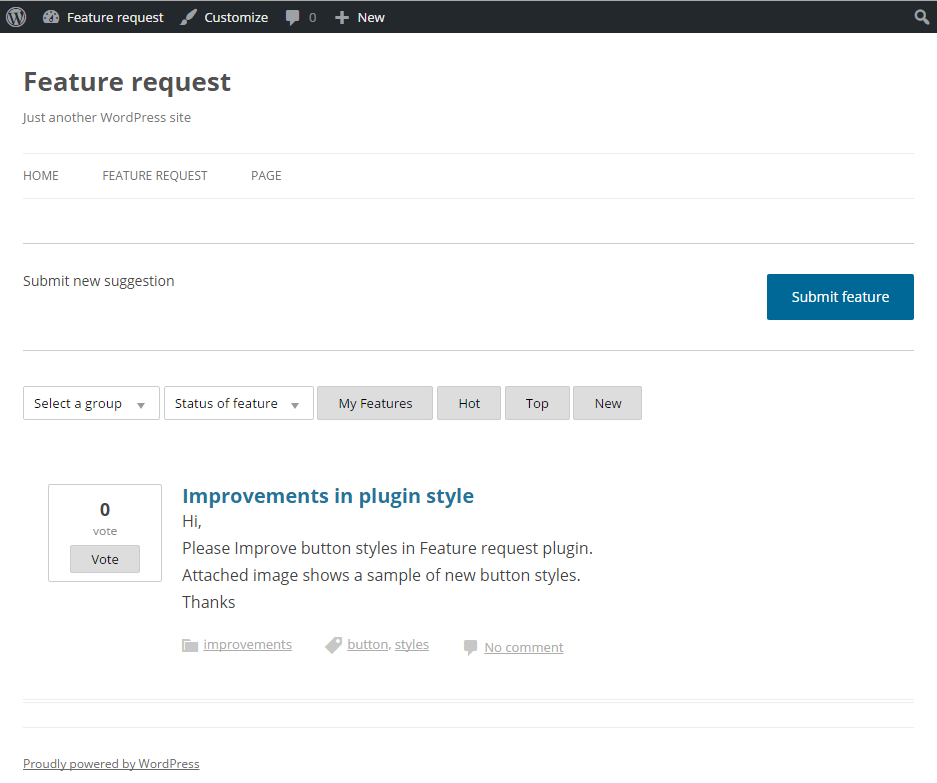 Feature request Customize 0 New
Feature request
Just another WordPress site
HOME FEATURE REQUEST PAGE
Submit new suggestion
Submit feature
Select a group Status of feature My Features Hot Top New
0
vote
Vote
Improvements in plugin style
Hi,
Please Improve button styles in Feature request plugin.
Attached image shows a sample of new button styles.
Thanks
improvements button, styles No comment
Proudly powered by WordPress